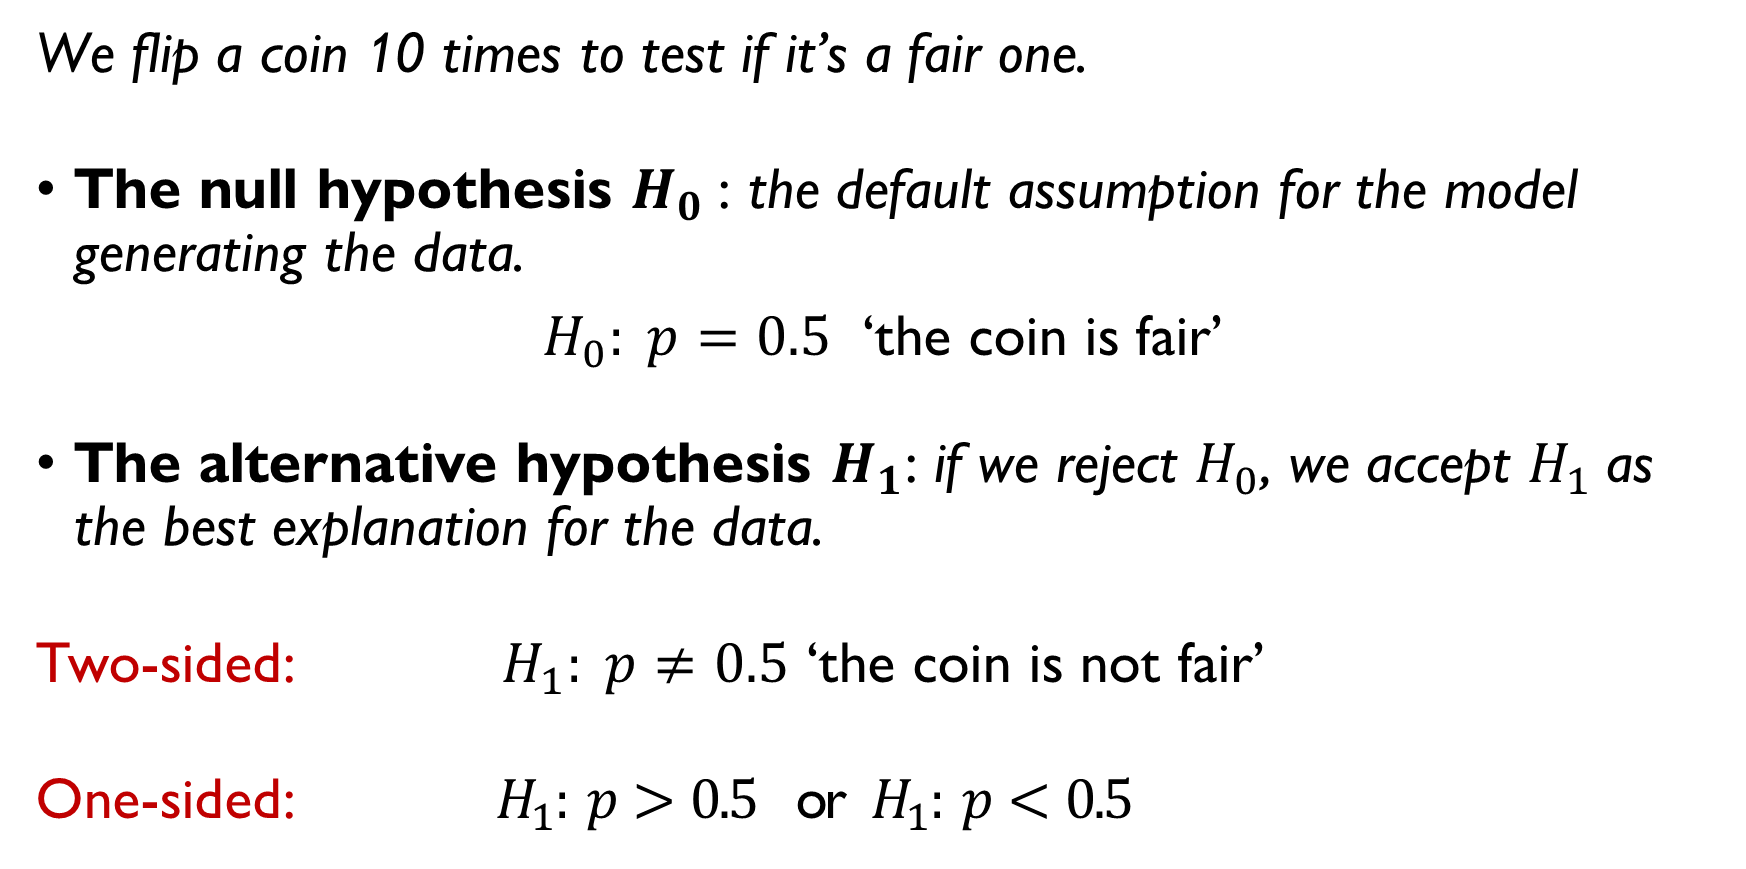 We flip a coin 10 times to test if it’s a fair one.
• The null hypothesis H₀ : the default assumption for the model
generating the data.
H₀: p = 0.5 ‘the coin is fair’
• The alternative hypothesis H₁: if we reject H₀, we accept H₁ as
the best explanation for the data.
Two-sided: H₁: p ≠ 0.5 ‘the coin is not fair’
One-sided: H₁: p > 0.5 or H₁: p < 0.5